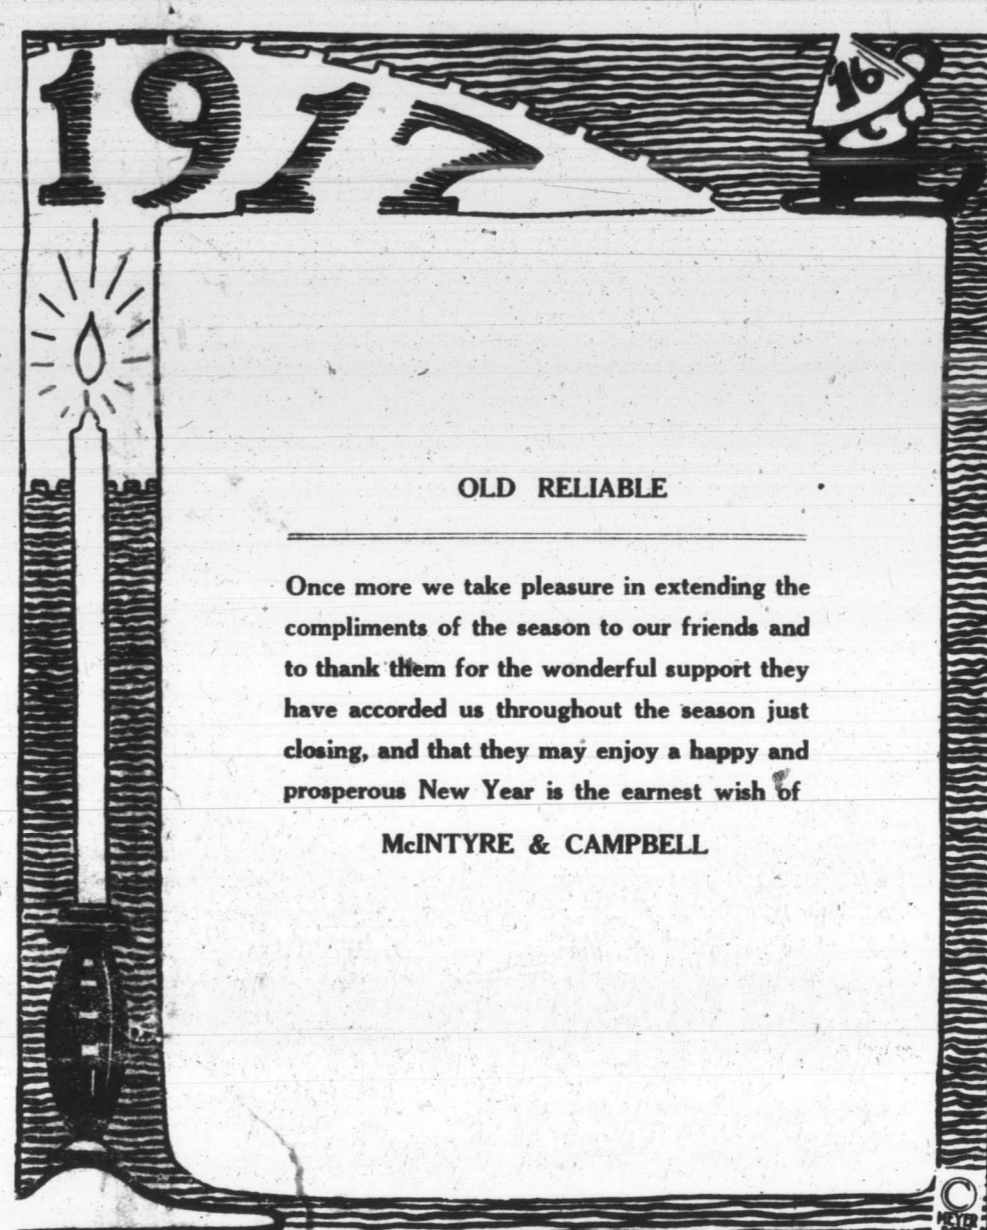 1917
16
OLD RELIABLE
Once more we take pleasure in extending the
compliments of the season to our friends and
to thank them for the wonderful support they
have accorded us throughout the season just
closing, and that they may enjoy a happy and
prosperous New Year is the earnest wish of
McINTYRE & CAMPBELL
©
MEYER